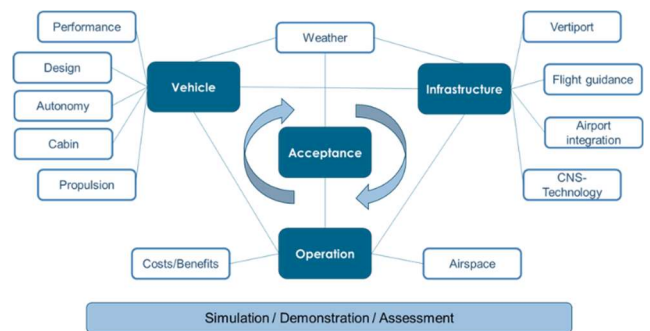 Performance
Weather
Vertiport
Design
Vehicle
Infrastructure
Flight guidance
Autonomy
Cabin
Acceptance
Airport
integration
Propulsion
CNS-
Technology
Costs/Benefits
Operation
Airspace
Simulation / Demonstration / Assessment